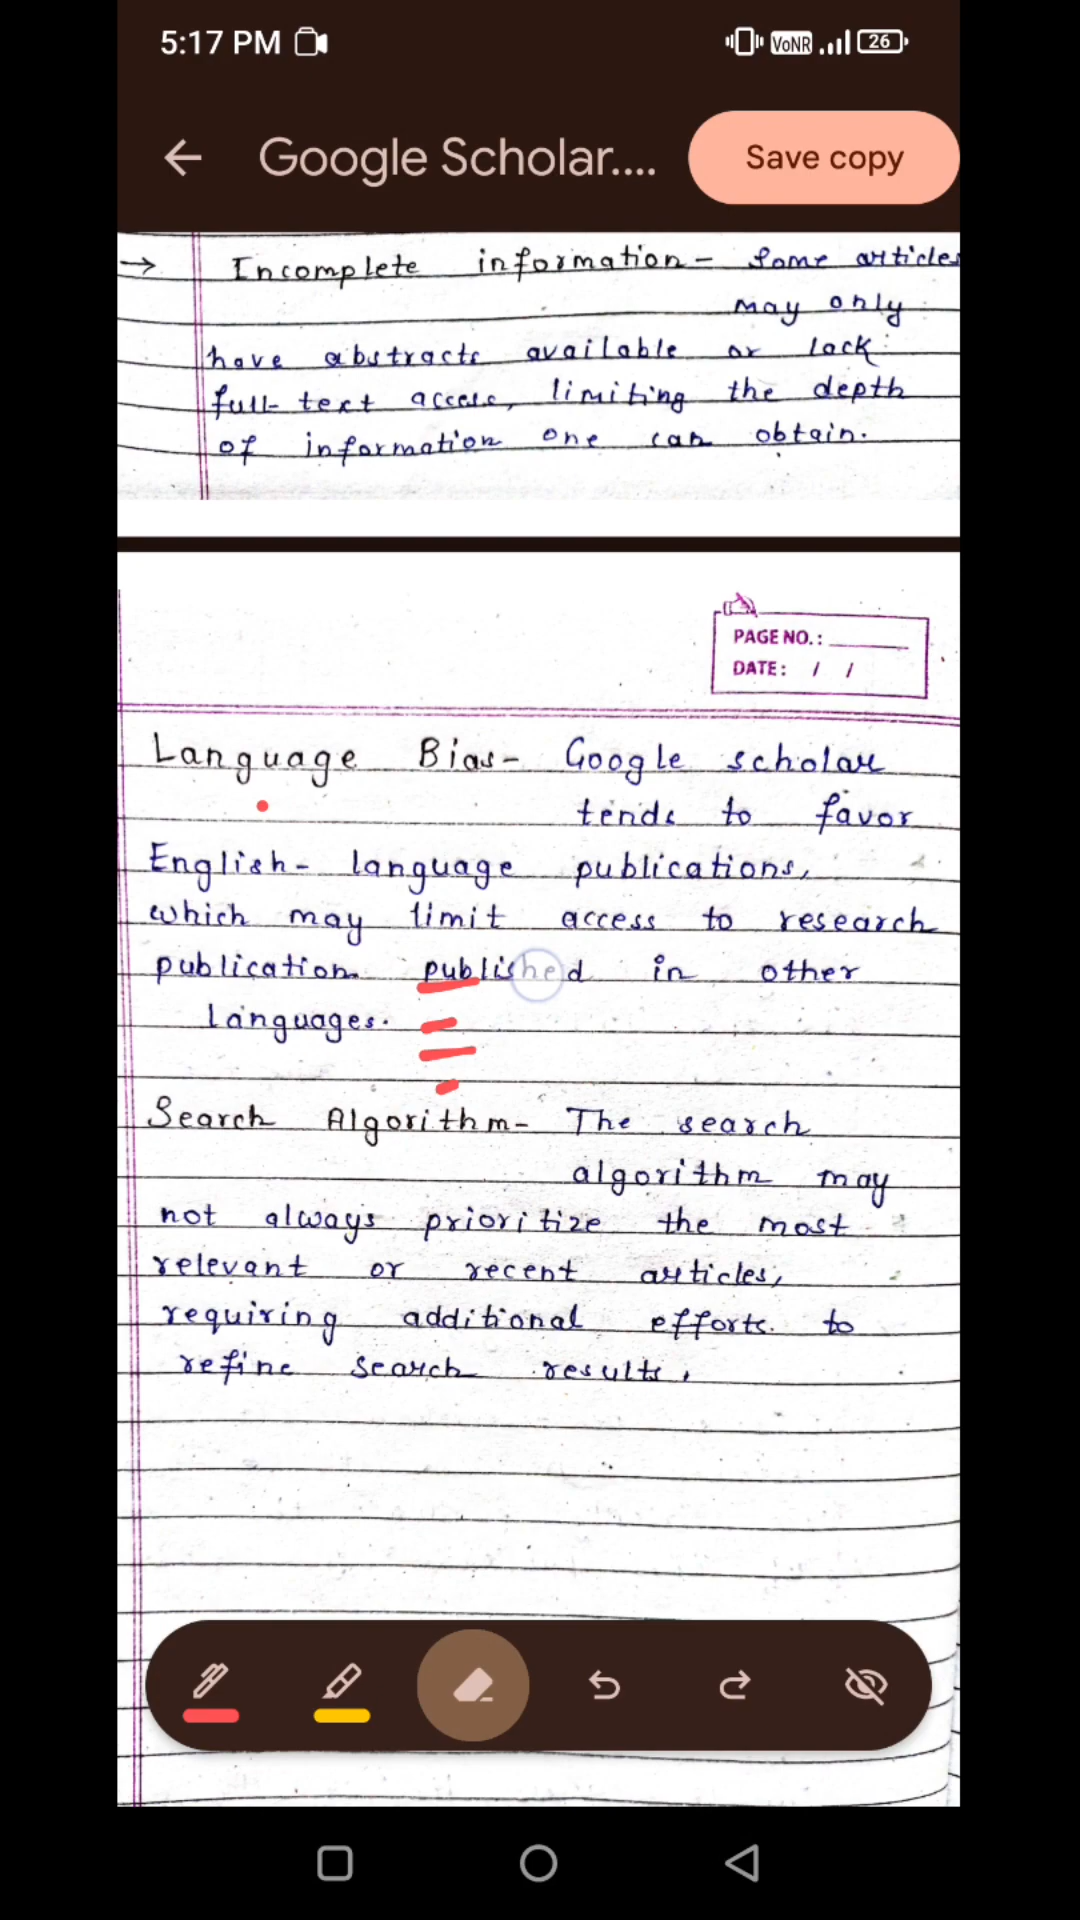 5:17 PM
VoNR
26
Google Scholar....
Save copy
→ Incomplete information - Some articles
may only
have abstracts available or lack
full-text access, limiting the depth
of information one can obtain.
PAGE NO.:
DATE: / /
Language Bias- Google scholar
tends to favor
English- language publications,
which may limit access to research
publication published in other
languages.
Search Algorithm- The search
algorithm may
not always prioritize the most
relevant or recent articles,
requiring additional efforts to
refine search results.